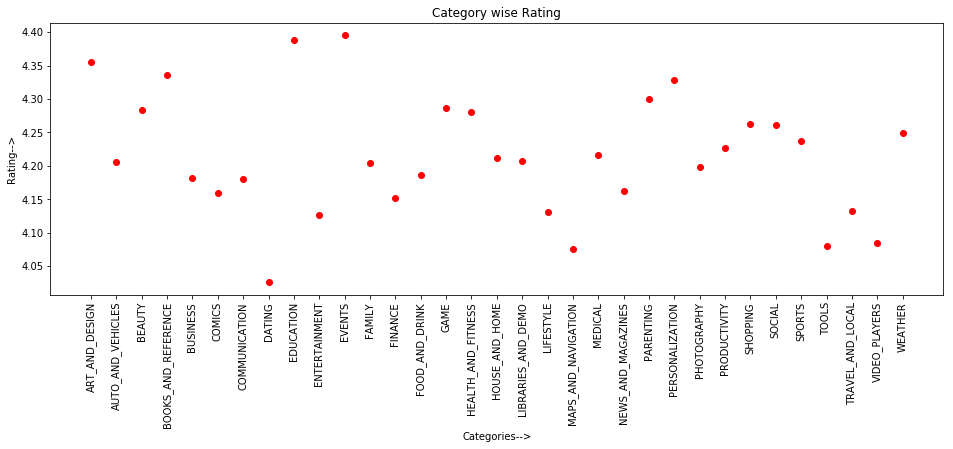 Category wise Rating
4.40
4.35
4.30
4.25
4.20
4.15
4.10
4.05
Rating-->
ART_AND_DESIGN
AUTO_AND_VEHICLES
BEAUTY
BOOKS_AND_REFERENCE
BUSINESS
COMICS
COMMUNICATION
DATING
EDUCATION
ENTERTAINMENT
EVENTS
FAMILY
FINANCE
FOOD_AND_DRINK
GAME
HEALTH_AND_FITNESS
HOUSE_AND_HOME
LIBRARIES_AND_DEMO
LIFESTYLE
MAPS_AND_NAVIGATION
MEDICAL
NEWS_AND_MAGAZINES
PARENTING
PERSONALIZATION
PHOTOGRAPHY
PRODUCTIVITY
SHOPPING
SOCIAL
SPORTS
TOOLS
TRAVEL_AND_LOCAL
VIDEO_PLAYERS
WEATHER
Categories-->